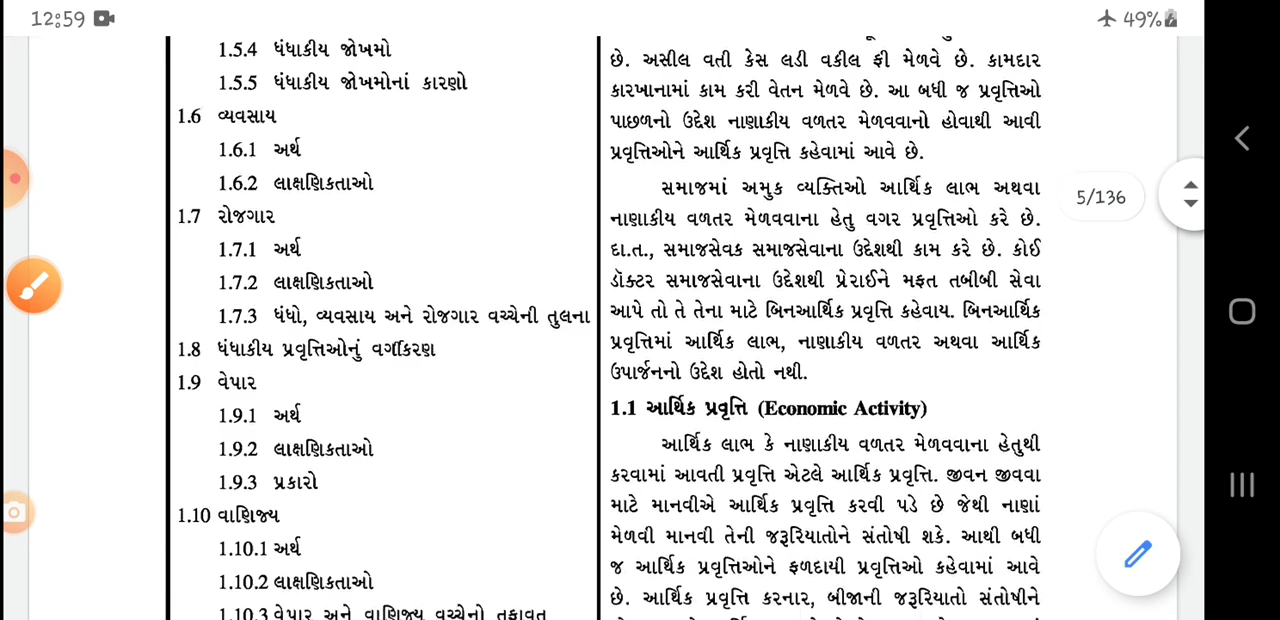 12:59
49%
1.5.4 ધંધાકીય જોખમો
1.5.5 ધંધાકીય જોખમોનાં કારણો
1.6 વ્યવસાય
1.6.1 અર્થ
1.6.2 લાક્ષણિકતાઓ
1.7 રોજગાર
1.7.1 અર્થ
1.7.2 લાક્ષણિકતાઓ
1.7.3 ધંધો, વ્યવસાય અને રોજગાર વચ્ચેની તુલના
1.8 ધંધાકીય પ્રવૃત્તિઓનું વર્ગીકરણ
1.9 વેપાર
1.9.1 અર્થ
1.9.2 લાક્ષણિકતાઓ
1.9.3 પ્રકારો
1.10 વાણિજ્ય
1.10.1 અર્થ
1.10.2 લાક્ષણિકતાઓ
1.10.3 વેપાર અને વાણિજ્ય વચ્ચેનો તફાવત
છે. અસીલ વતી કેસ લડી વકીલ ફી મેળવે છે. કામદાર
કારખાનામાં કામ કરી વેતન મેળવે છે. આ બધી જ પ્રવૃત્તિઓ
પાછળનો ઉદ્દેશ નાણાકીય વળતર મેળવવાનો હોવાથી આવી
પ્રવૃત્તિઓને આર્થિક પ્રવૃત્તિ કહેવામાં આવે છે.
સમાજમાં અમુક વ્યક્તિઓ આર્થિક લાભ અથવા
નાણાકીય વળતર મેળવવાના હેતુ વગર પ્રવૃત્તિઓ કરે છે.
દા.ત., સમાજસેવક સમાજસેવાના ઉદ્દેશથી કામ કરે છે. કોઈ
ડૉક્ટર સમાજસેવાના ઉદ્દેશથી પ્રેરાઈને મફત તબીબી સેવા
આપે તો તે તેના માટે બિનઆર્થિક પ્રવૃત્તિ કહેવાય. બિનઆર્થિક
પ્રવૃત્તિમાં આર્થિક લાભ, નાણાકીય વળતર અથવા આર્થિક
ઉપાર્જનનો ઉદ્દેશ હોતો નથી.
1.1 આર્થિક પ્રવૃત્તિ (Economic Activity)
આર્થિક લાભ કે નાણાકીય વળતર મેળવવાના હેતુથી
કરવામાં આવતી પ્રવૃત્તિ એટલે આર્થિક પ્રવૃત્તિ. જીવન જીવવા
માટે માનવીએ આર્થિક પ્રવૃત્તિ કરવી પડે છે જેથી નાણાં
મેળવી માનવી તેની જરૂરિયાતોને સંતોષી શકે. આથી બધી
જ આર્થિક પ્રવૃત્તિઓને ફળદાયી પ્રવૃત્તિઓ કહેવામાં આવે
છે. આર્થિક પ્રવૃત્તિ કરનાર, બીજાની જરૂરિયાતો સંતોષીને
5/136